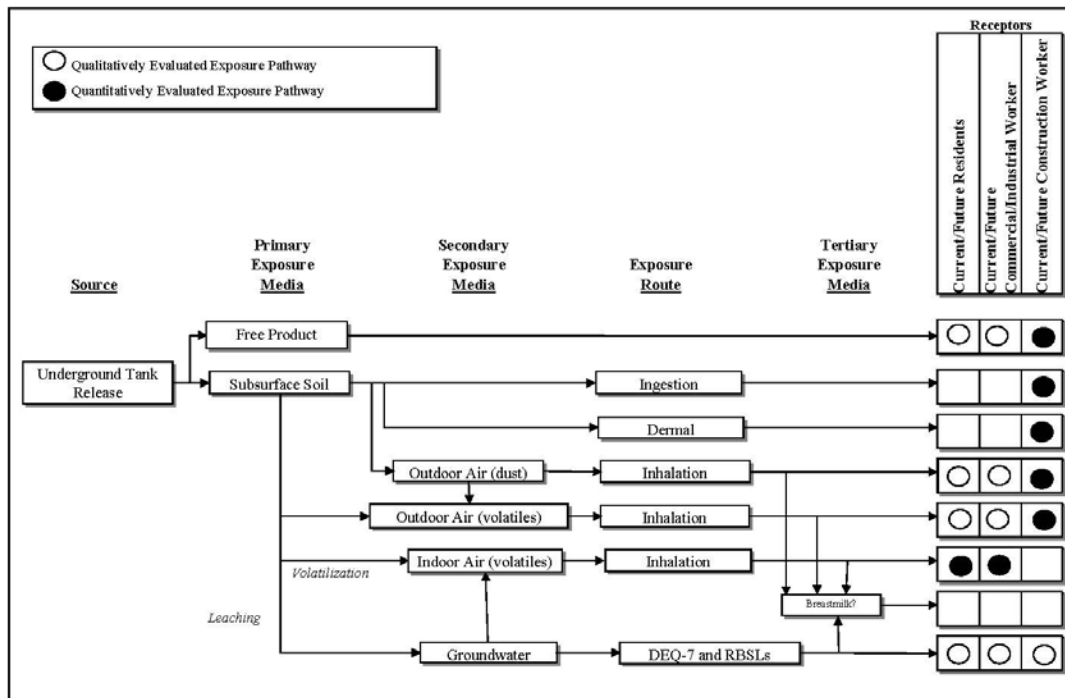 Receptors
Qualitatively Evaluated Exposure Pathway
Quantitatively Evaluated Exposure Pathway
Current/Future Residents
Current/Future
Commercial/Industrial Worker
Current/Future Construction Worker
Primary
Exposure
Media
Secondary
Exposure
Media
Tertiary
Exposure
Media
Exposure
Route
Source
Free Product
Underground Tank
Release
Subsurface Soil
Ingestion
Dermal
Outdoor Air (dust)
Inhalation
Outdoor Air (volatiles)
Inhalation
Indoor Air (volatiles)
Inhalation
Volatilization
Breastmilk?
Leaching
Groundwater
DEQ-7 and RBSLs